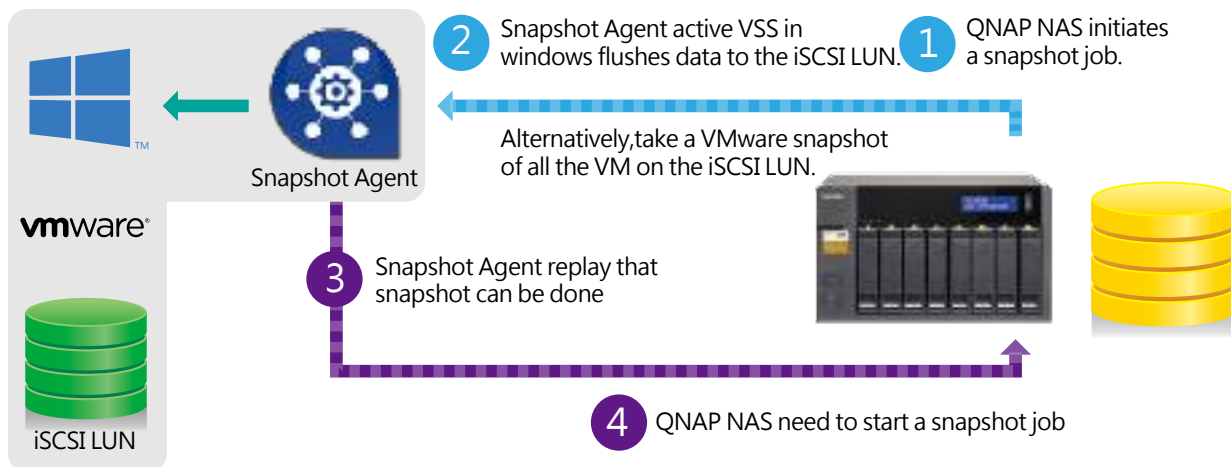 1
QNAP NAS initiates
a snapshot job.
2
Snapshot Agent active VSS in
windows flushes data to the iSCSI LUN.
Alternatively,take a VMware snapshot
of all the VM on the iSCSI LUN.
TM
Snapshot Agent
vmware®
iSCSI LUN
3
Snapshot Agent replay that
snapshot can be done
4
QNAP NAS need to start a snapshot job